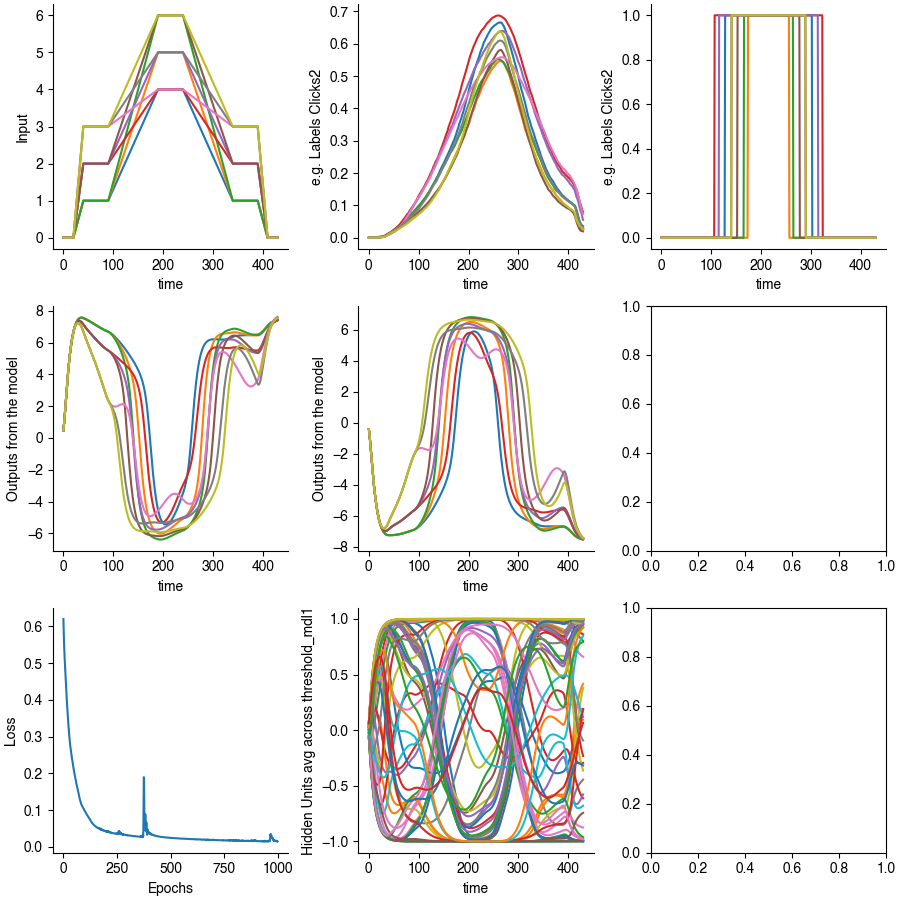 6
5
4
3
2
1
0
Input
0 100 200 300 400
time
0.7
0.6
0.5
0.4
0.3
0.2
0.1
0.0
e.g. Labels Clicks2
0 100 200 300 400
time
1.0
0.8
0.6
0.4
0.2
0.0
e.g. Labels Clicks2
0 100 200 300 400
time
8
6
4
2
0
−2
−4
−6
Outputs from the model
0 100 200 300 400
time
6
4
2
0
−2
−4
−6
−8
Outputs from the model
0 100 200 300 400
time
1.0
0.8
0.6
0.4
0.2
0.0
0.0 0.2 0.4 0.6 0.8 1.0
0.6
0.5
0.4
0.3
0.2
0.1
0.0
Loss
0 250 500 750 1000
Epochs
1.0
0.5
0.0
−0.5
−1.0
Hidden Units avg across threshold_mdl1
0 100 200 300 400
time
1.0
0.8
0.6
0.4
0.2
0.0
0.0 0.2 0.4 0.6 0.8 1.0